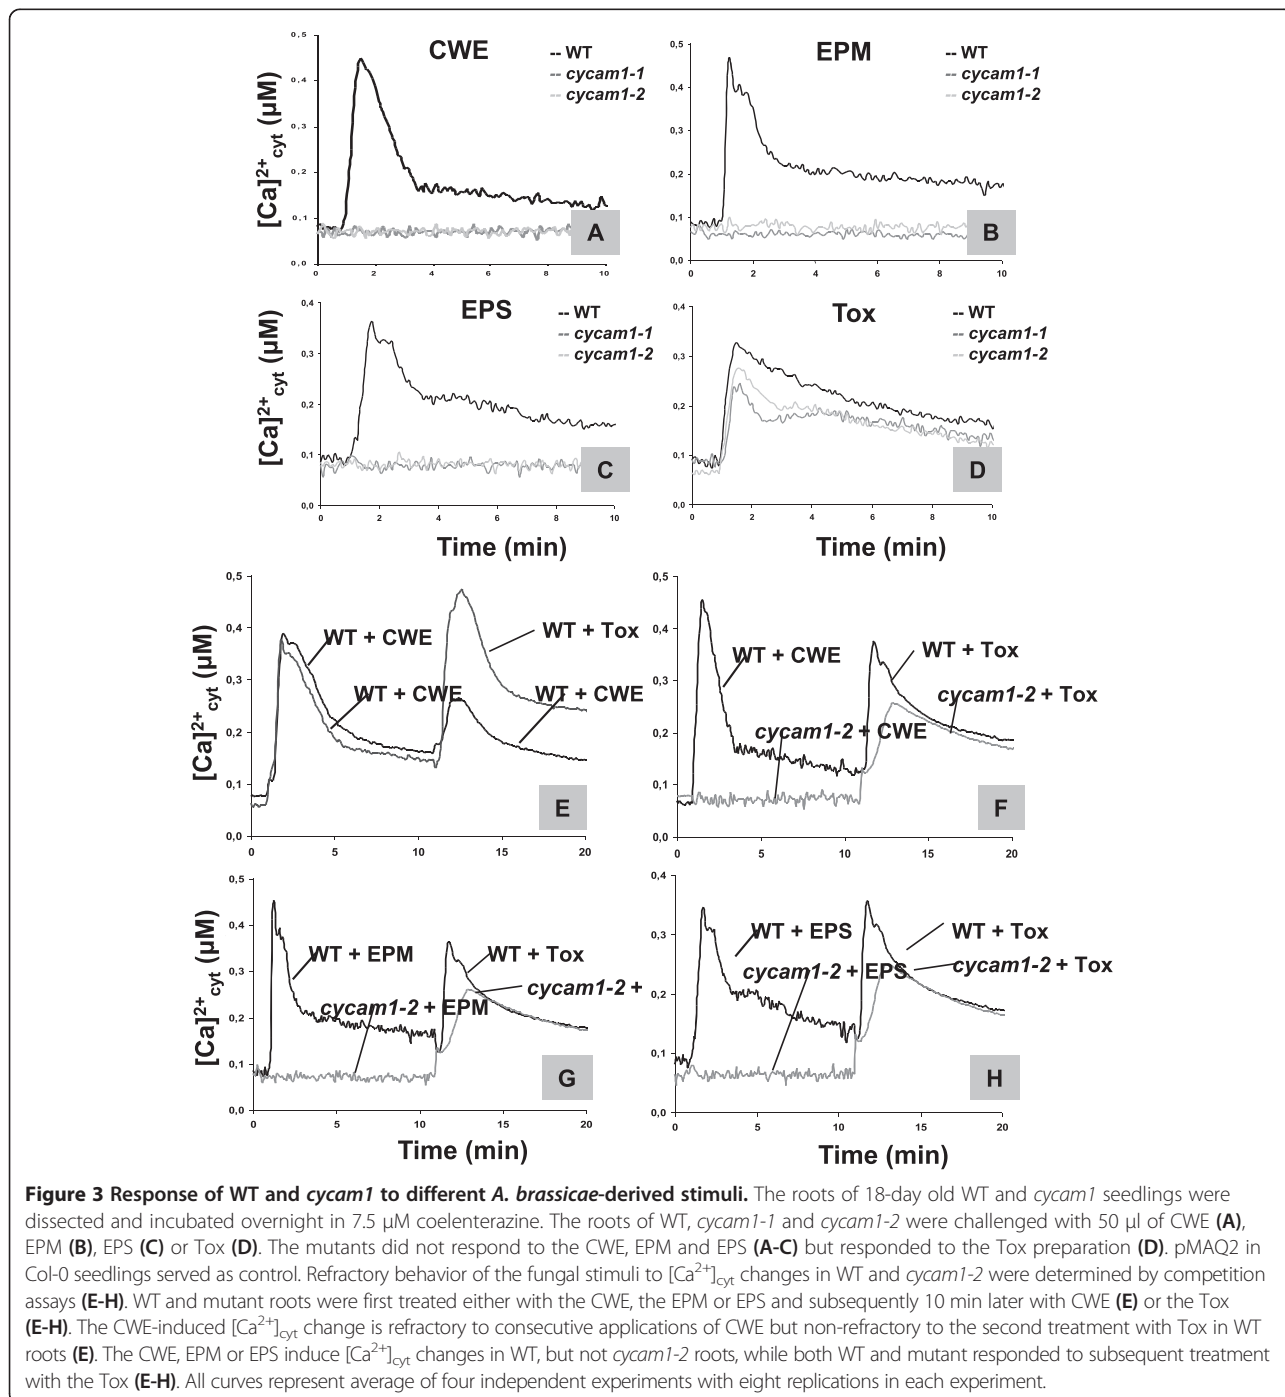 CWE
-- WT
-- cycam1-1
-- cycam1-2
[Ca]²⁺cyt (µM)
0,5
0,4
0,3
0,2
0,1
0,0
0
2
4
6
8
10
A
EPM
-- WT
-- cycam1-1
-- cycam1-2
0,5
0,4
0,3
0,2
0,1
0,0
0
2
4
6
8
10
B
EPS
-- WT
-- cycam1-1
-- cycam1-2
[Ca]²⁺cyt (µM)
0,4
0,3
0,2
0,1
0,0
0
2
4
6
8
10
C
Time (min)
Tox
-- WT
-- cycam1-1
-- cycam1-2
0,4
0,3
0,2
0,1
0,0
0
2
4
6
8
10
D
Time (min)
[Ca]²⁺cyt (µM)
0,5
0,4
0,3
0,2
0,1
0,0
WT + CWE
WT + Tox
WT + CWE
WT + CWE
E
0
5
10
15
20
0,5
0,4
0,3
0,2
0,1
0,0
WT + CWE
WT + Tox
cycam1-2 + Tox
cycam1-2 + CWE
F
0
5
10
15
20
[Ca]²⁺cyt (µM)
0,5
0,4
0,3
0,2
0,1
0,0
WT + EPM
WT + Tox
cycam1-2 +
cycam1-2 + EPM
G
0
5
10
15
20
Time (min)
0,4
0,3
0,2
0,1
0,0
WT + EPS
WT + Tox
cycam1-2 + EPS
cycam1-2 + Tox
H
0
5
10
15
20
Time (min)
Figure 3 Response of WT and cycam1 to different A. brassicae-derived stimuli. The roots of 18-day old WT and cycam1 seedlings were
dissected and incubated overnight in 7.5 µM coelenterazine. The roots of WT, cycam1-1 and cycam1-2 were challenged with 50 µl of CWE (A),
EPM (B), EPS (C) or Tox (D). The mutants did not respond to the CWE, EPM and EPS (A-C) but responded to the Tox preparation (D). pMAQ2 in
Col-0 seedlings served as control. Refractory behavior of the fungal stimuli to [Ca²⁺]cyt changes in WT and cycam1-2 were determined by competition
assays (E-H). WT and mutant roots were first treated either with the CWE, the EPM or EPS and subsequently 10 min later with CWE (E) or the Tox
(E-H). The CWE-induced [Ca²⁺]cyt change is refractory to consecutive applications of CWE but non-refractory to the second treatment with Tox in WT
roots (E). The CWE, EPM or EPS induce [Ca²⁺]cyt changes in WT, but not cycam1-2 roots, while both WT and mutant responded to subsequent treatment
with the Tox (E-H). All curves represent average of four independent experiments with eight replications in each experiment.